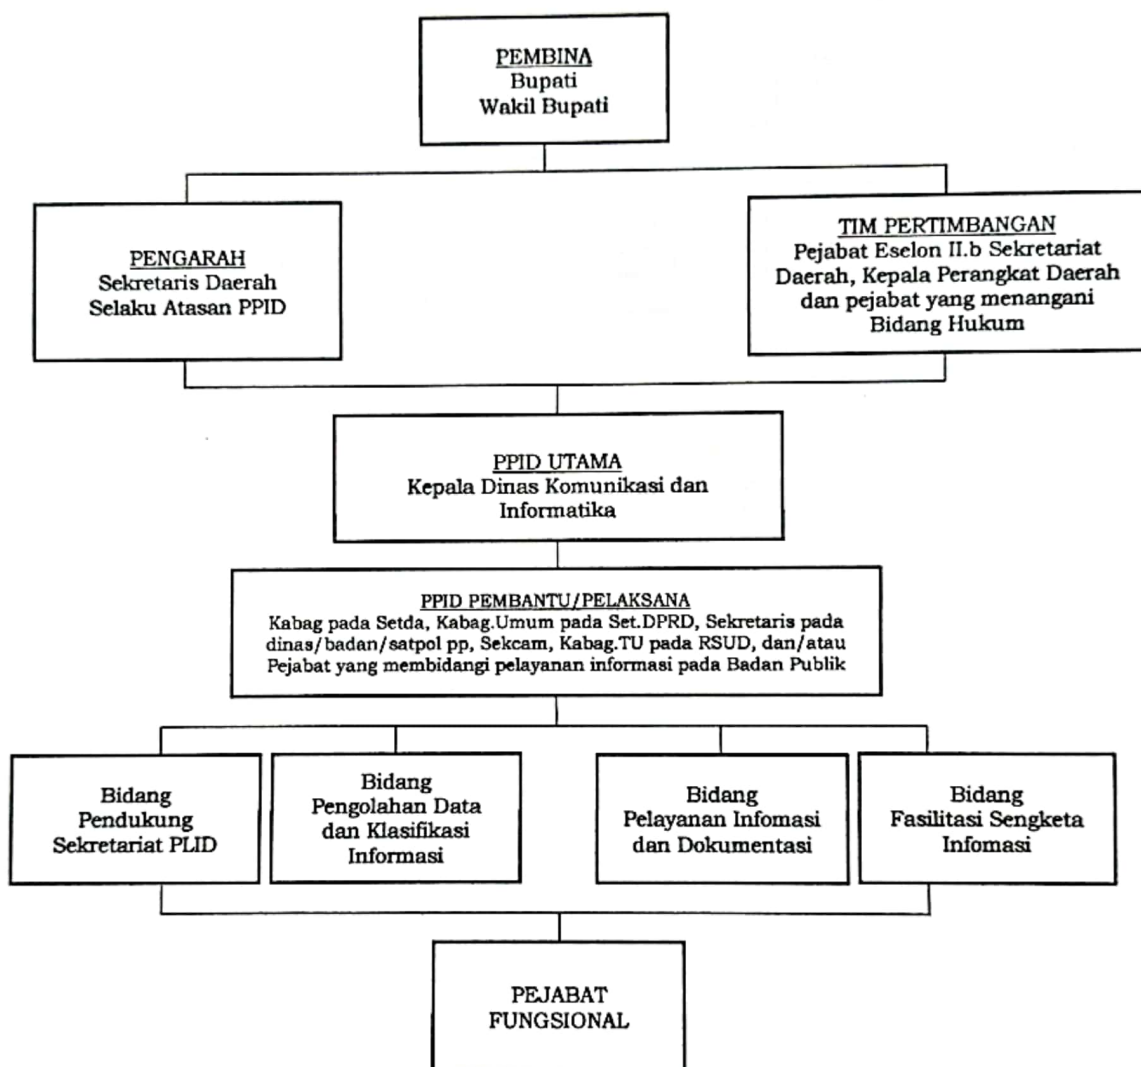 PEMBINA
Bupati
Wakil Bupati
PENGARAH
Sekretaris Daerah
Selaku Atasan PPID
TIM PERTIMBANGAN
Pejabat Eselon II.b Sekretariat
Daerah, Kepala Perangkat Daerah
dan pejabat yang menangani
Bidang Hukum
PPID UTAMA
Kepala Dinas Komunikasi dan
Informatika
PPID PEMBANTU/PELAKSANA
Kabag pada Setda, Kabag.Umum pada Set.DPRD, Sekretaris pada
dinas/badan/satpol pp, Sekcam, Kabag.TU pada RSUD, dan/atau
Pejabat yang membidangi pelayanan informasi pada Badan Publik
Bidang
Pendukung
Sekretariat PLID
Bidang
Pengolahan Data
dan Klasifikasi
Informasi
Bidang
Pelayanan Infomasi
dan Dokumentasi
Bidang
Fasilitasi Sengketa
Infomasi
PEJABAT
FUNGSIONAL